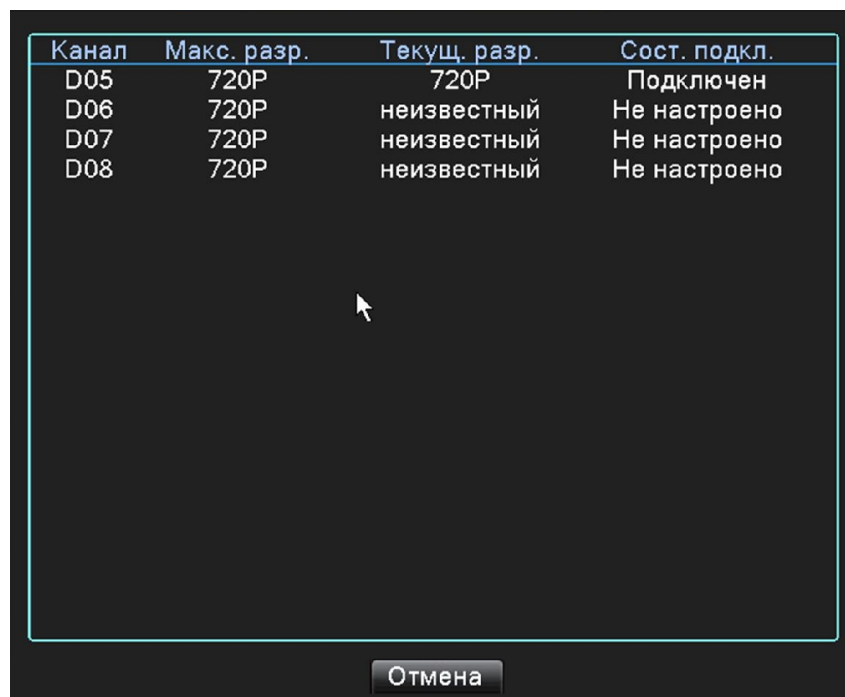 Канал Макс. разр. Текущ. разр. Сост. подкл.
D05 720P 720P Подключен
D06 720P неизвестный Не настроено
D07 720P неизвестный Не настроено
D08 720P неизвестный Не настроено
Отмена